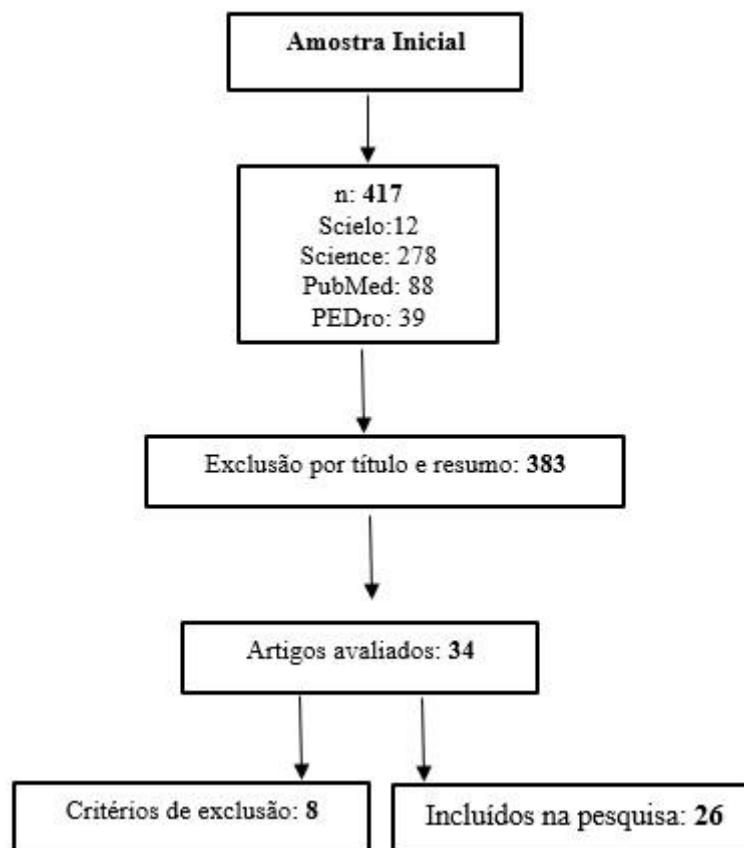 Amostra Inicial
n: 417
Scielo:12
Science: 278
PubMed: 88
PEDro: 39
Exclusão por título e resumo: 383
Artigos avaliados: 34
Critérios de exclusão: 8
Incluídos na pesquisa: 26